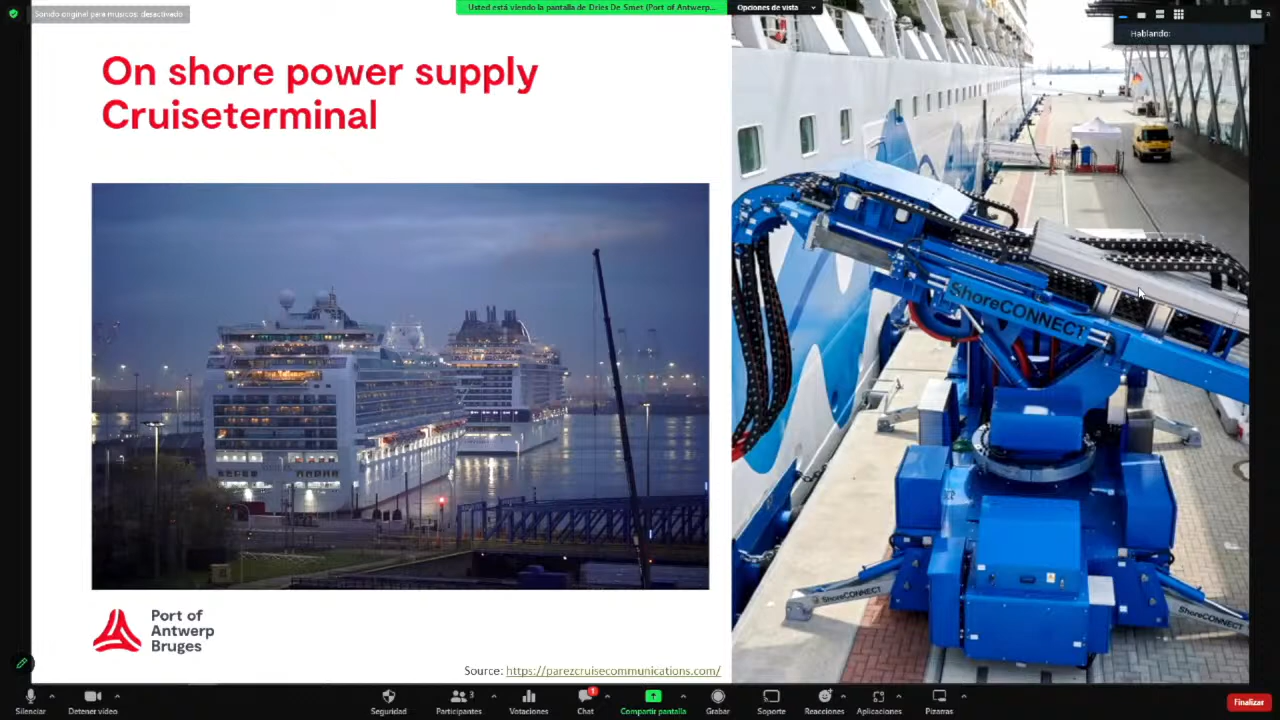 Sonido original para músicos: desactivado
Usted está viendo la pantalla de Dries De Smet (Port of Antwerp...
Opciones de vista
Hablando:
On shore power supply
Cruiseterminal
ShoreCONNECT
ShoreCONNECT
ShoreCONNECT
Port of
Antwerp
Bruges
Source: https://parezcruisecommunications.com/
Silenciar
Detener video
Seguridad
Participantes
3
Votaciones
Chat
1
Compartir pantalla
Grabar
Soporte
Reacciones
Aplicaciones
Pizarras
Finalizar